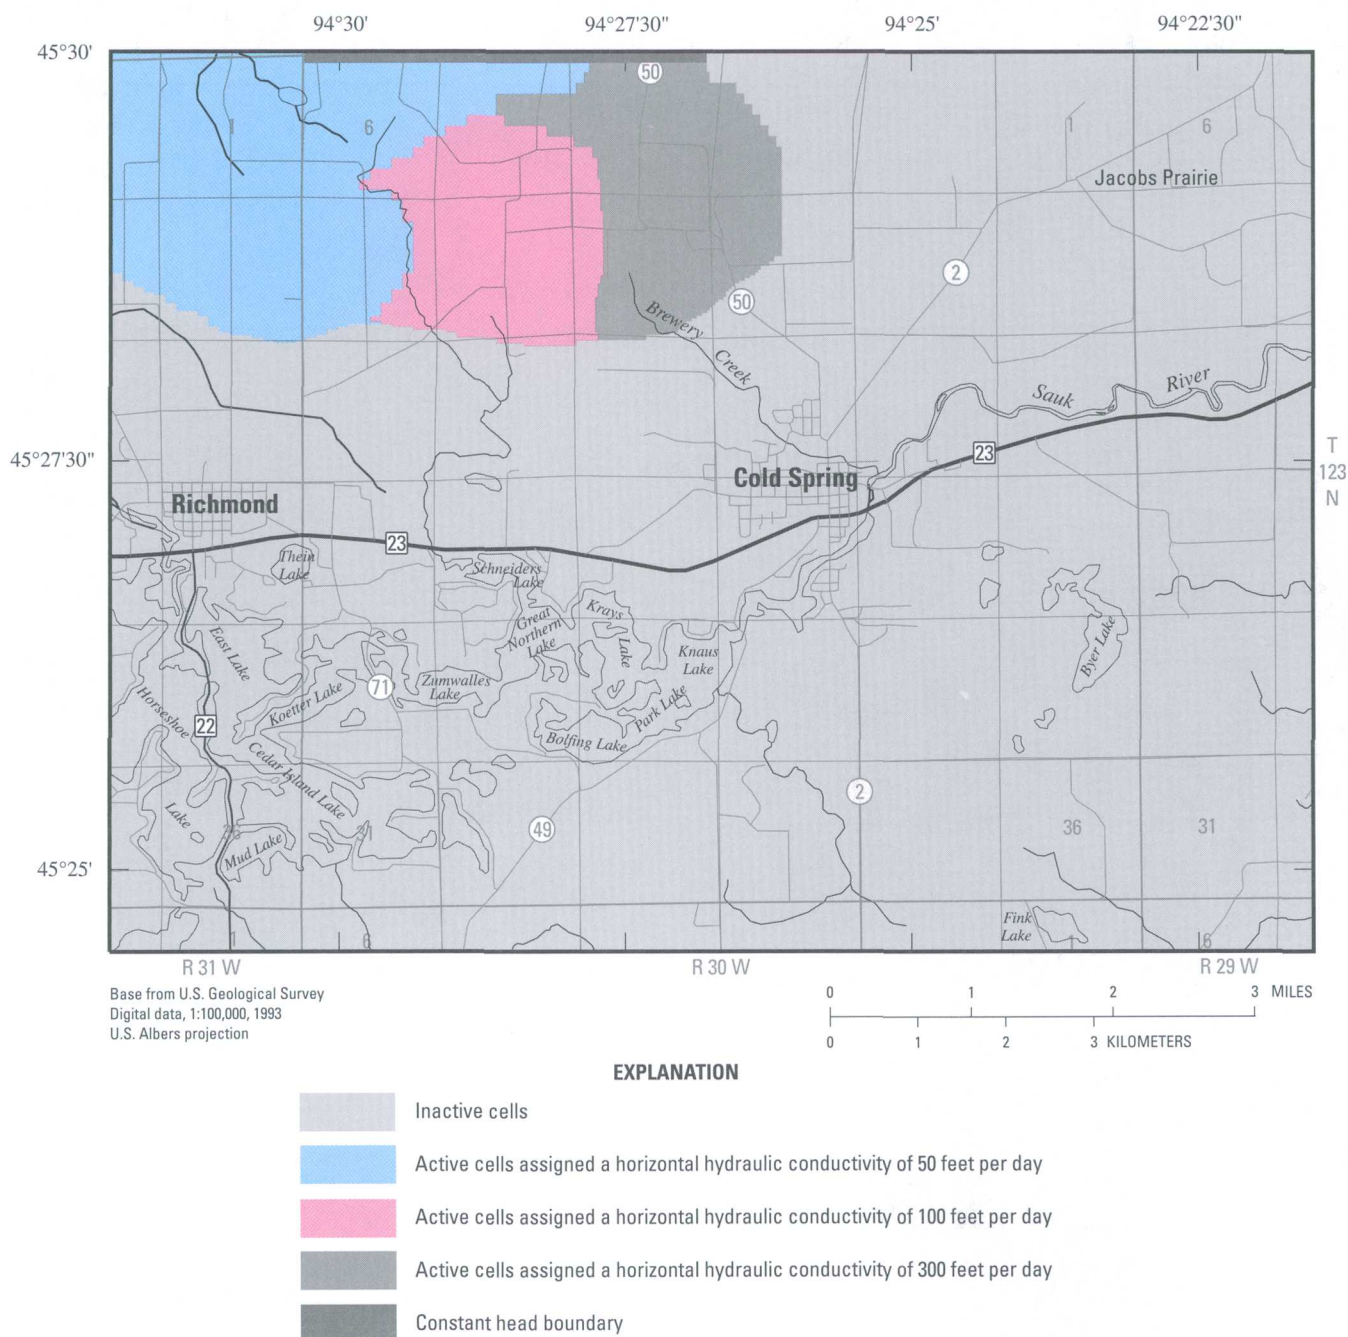 94°30' 94°27'30" 94°25' 94°22'30"
45°30'
50
1 6 1 6
Jacobs Prairie
2
50
Brewery
Creek
Sauk River
T
123
N
45°27'30"
23
Cold Spring
Richmond
23
Thein
Lake
Schneiders
Lake
Krays
Lake
Great
Northern
Lake
East Lake
Knaus
Lake
Byer Lake
Zumwalles
Lake
71
Koetter Lake
Horseshoe
Lake
22
Park Lake
Bolfing Lake
Cedar Island Lake
2
49
36 31
36 31
Mud Lake
45°25'
Fink
Lake
1 6 1 6
R 31 W R 30 W R 29 W
Base from U.S. Geological Survey
Digital data, 1:100,000, 1993
U.S. Albers projection
0 1 2 3 MILES
0 1 2 3 KILOMETERS
EXPLANATION
Inactive cells
Active cells assigned a horizontal hydraulic conductivity of 50 feet per day
Active cells assigned a horizontal hydraulic conductivity of 100 feet per day
Active cells assigned a horizontal hydraulic conductivity of 300 feet per day
Constant head boundary